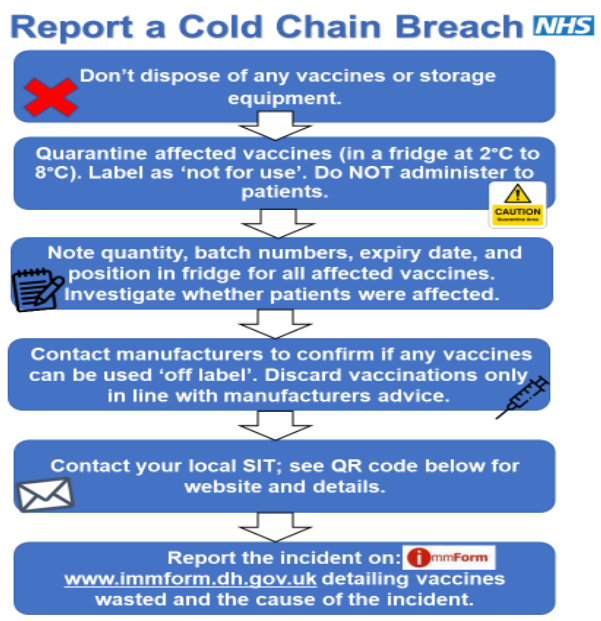 Report a Cold Chain Breach NHS
Don't dispose of any vaccines or storage
equipment.
Quarantine affected vaccines (in a fridge at 2°C to
8°C). Label as 'not for use'. Do NOT administer to
patients.
CAUTION
Quarantine Area
Note quantity, batch numbers, expiry date, and
position in fridge for all affected vaccines.
Investigate whether patients were affected.
Contact manufacturers to confirm if any vaccines
can be used 'off label'. Discard vaccinations only
in line with manufacturers advice.
Contact your local SIT; see QR code below for
website and details.
Report the incident on: immForm
www.immform.dh.gov.uk detailing vaccines
wasted and the cause of the incident.